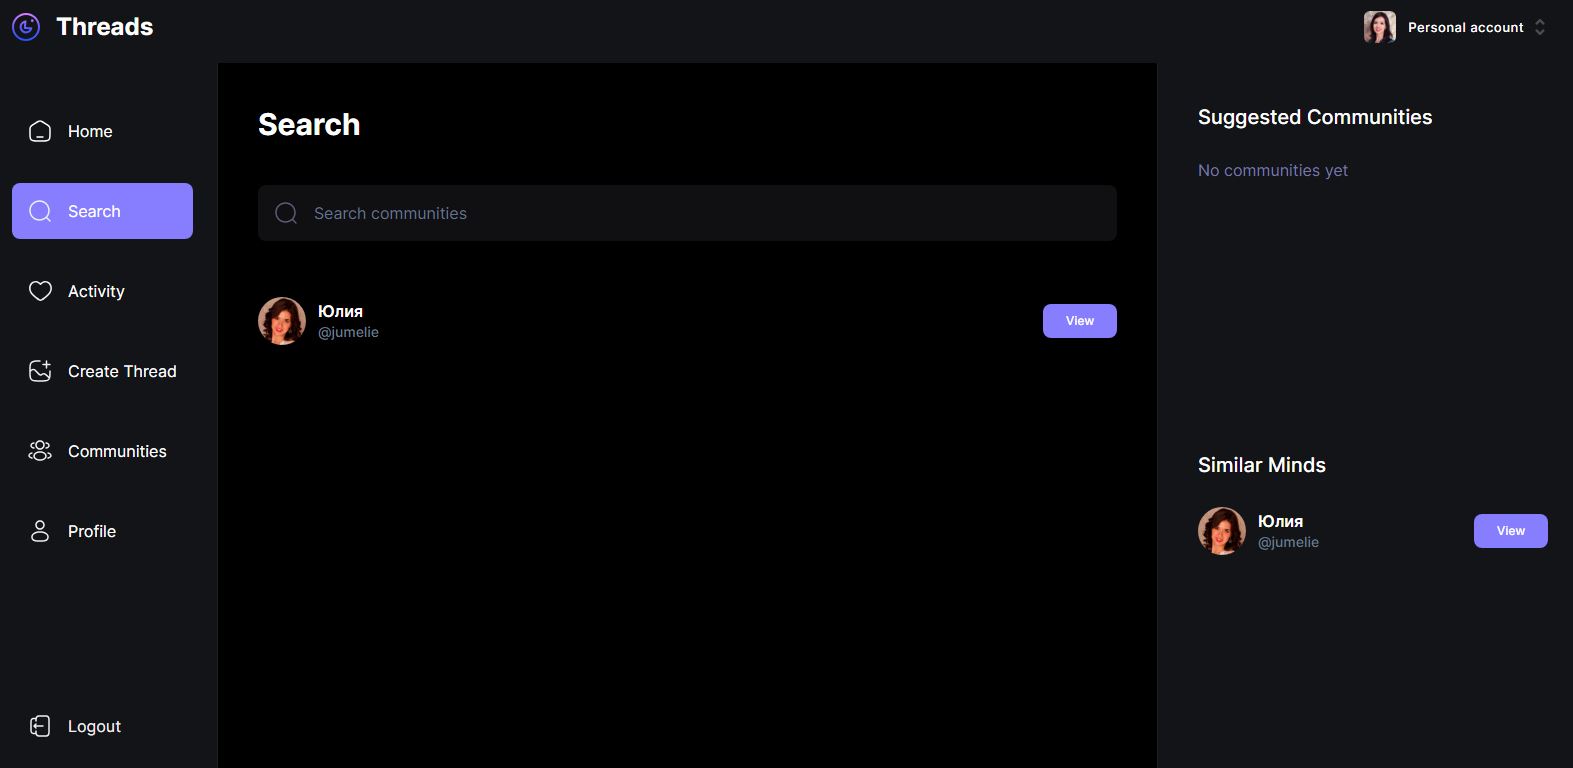 Threads
Personal account
Home
Search
Activity
Create Thread
Communities
Profile
Logout
Search
Search communities
Юлия
@jumelie
View
Suggested Communities
No communities yet
Similar Minds
Юлия
@jumelie
View